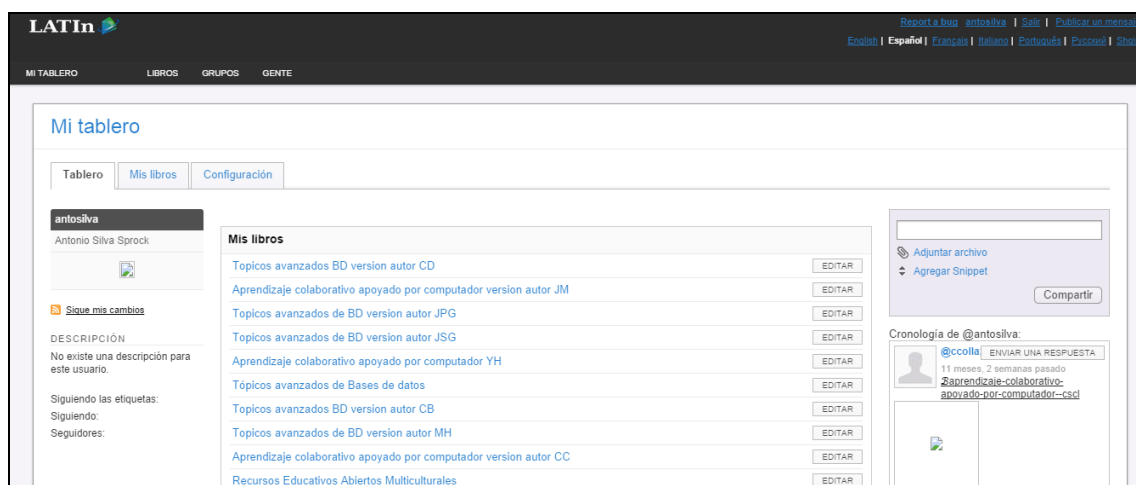 LATIn
Report a bug antosilva | Salir | Publicar un mensaj
English | Español | Français | Italiano | Português | Русский | Shqi
MI TABLERO LIBROS GRUPOS GENTE
Mi tablero
Tablero Mis libros Configuración
antosilva
Antonio Silva Sprock
Sigue mis cambios
DESCRIPCIÓN
No existe una descripción para
este usuario.
Siguiendo las etiquetas:
Siguiendo:
Seguidores:
Mis libros
Topicos avanzados BD version autor CD EDITAR
Aprendizaje colaborativo apoyado por computador version autor JM EDITAR
Topicos avanzados de BD version autor JPG EDITAR
Topicos avanzados de BD version autor JSG EDITAR
Aprendizaje colaborativo apoyado por computador YH EDITAR
Tópicos avanzados de Bases de datos EDITAR
Topicos avanzados BD version autor CB EDITAR
Topicos avanzados de BD version autor MH EDITAR
Aprendizaje colaborativo apoyado por computador version autor CC EDITAR
Recursos Educativos Abiertos Multiculturales EDITAR
Adjuntar archivo
Agregar Snippet
Compartir
Cronología de @antosilva:
@ccolla ENVIAR UNA RESPUESTA
11 meses, 2 semanas pasado
aprendizaje-colaborativo-
apoyado-por-computador--cscl